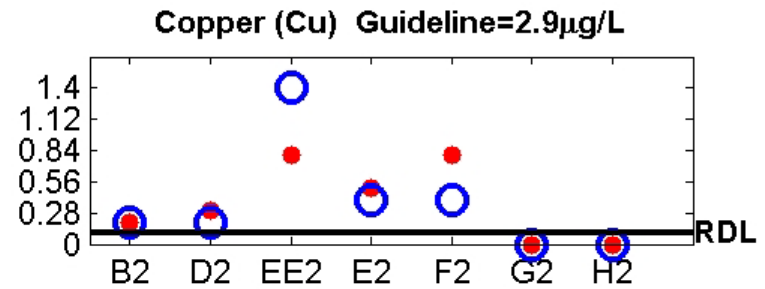 Copper (Cu)  Guideline=2.9μg/L
1.4
1.12
0.84
0.56
0.28
0
RDL
B2 D2 EE2 E2 F2 G2 H2